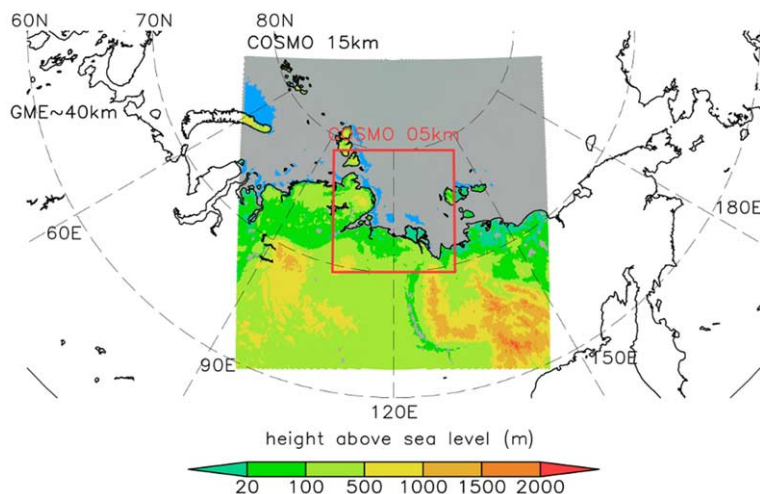 60N
70N
80N
COSMO 15km
GME~40km
COSMO 05km
60E
180E
90E
150E
120E
height above sea level (m)
20 100 500 1000 1500 2000